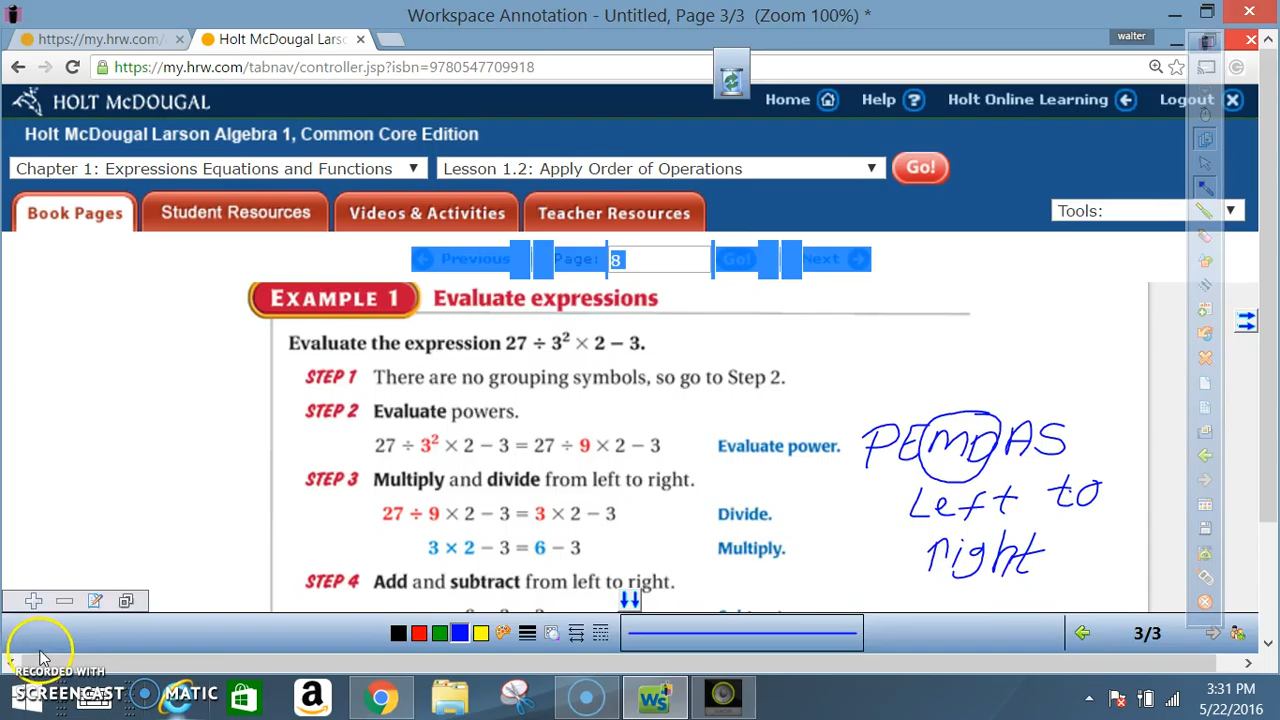 Workspace Annotation - Untitled, Page 3/3 (Zoom 100%) *
https://my.hrw.com/
Holt McDougal Lars
walter
https://my.hrw.com/tabnav/controller.jsp?isbn=9780547709918
HOLT MCDOUGAL
Home
Help
Holt Online Learning
Logout
Holt McDougal Larson Algebra 1, Common Core Edition
Chapter 1: Expressions Equations and Functions
Lesson 1.2: Apply Order of Operations
Go!
Book Pages
Student Resources
Videos & Activities
Teacher Resources
Tools:
Previous
Page:
8
Go!
Next
EXAMPLE 1 Evaluate expressions
Evaluate the expression 27 ÷ 3² × 2 − 3.
STEP 1 There are no grouping symbols, so go to Step 2.
STEP 2 Evaluate powers.
27 ÷ 3² × 2 − 3 = 27 ÷ 9 × 2 − 3 Evaluate power.
STEP 3 Multiply and divide from left to right.
27 ÷ 9 × 2 − 3 = 3 × 2 − 3 Divide.
3 × 2 − 3 = 6 − 3 Multiply.
STEP 4 Add and subtract from left to right.
PEMDAS
Left to
right
3/3
RECORDED WITH
SCREENCAST MATIC
WS
3:31 PM
5/22/2016